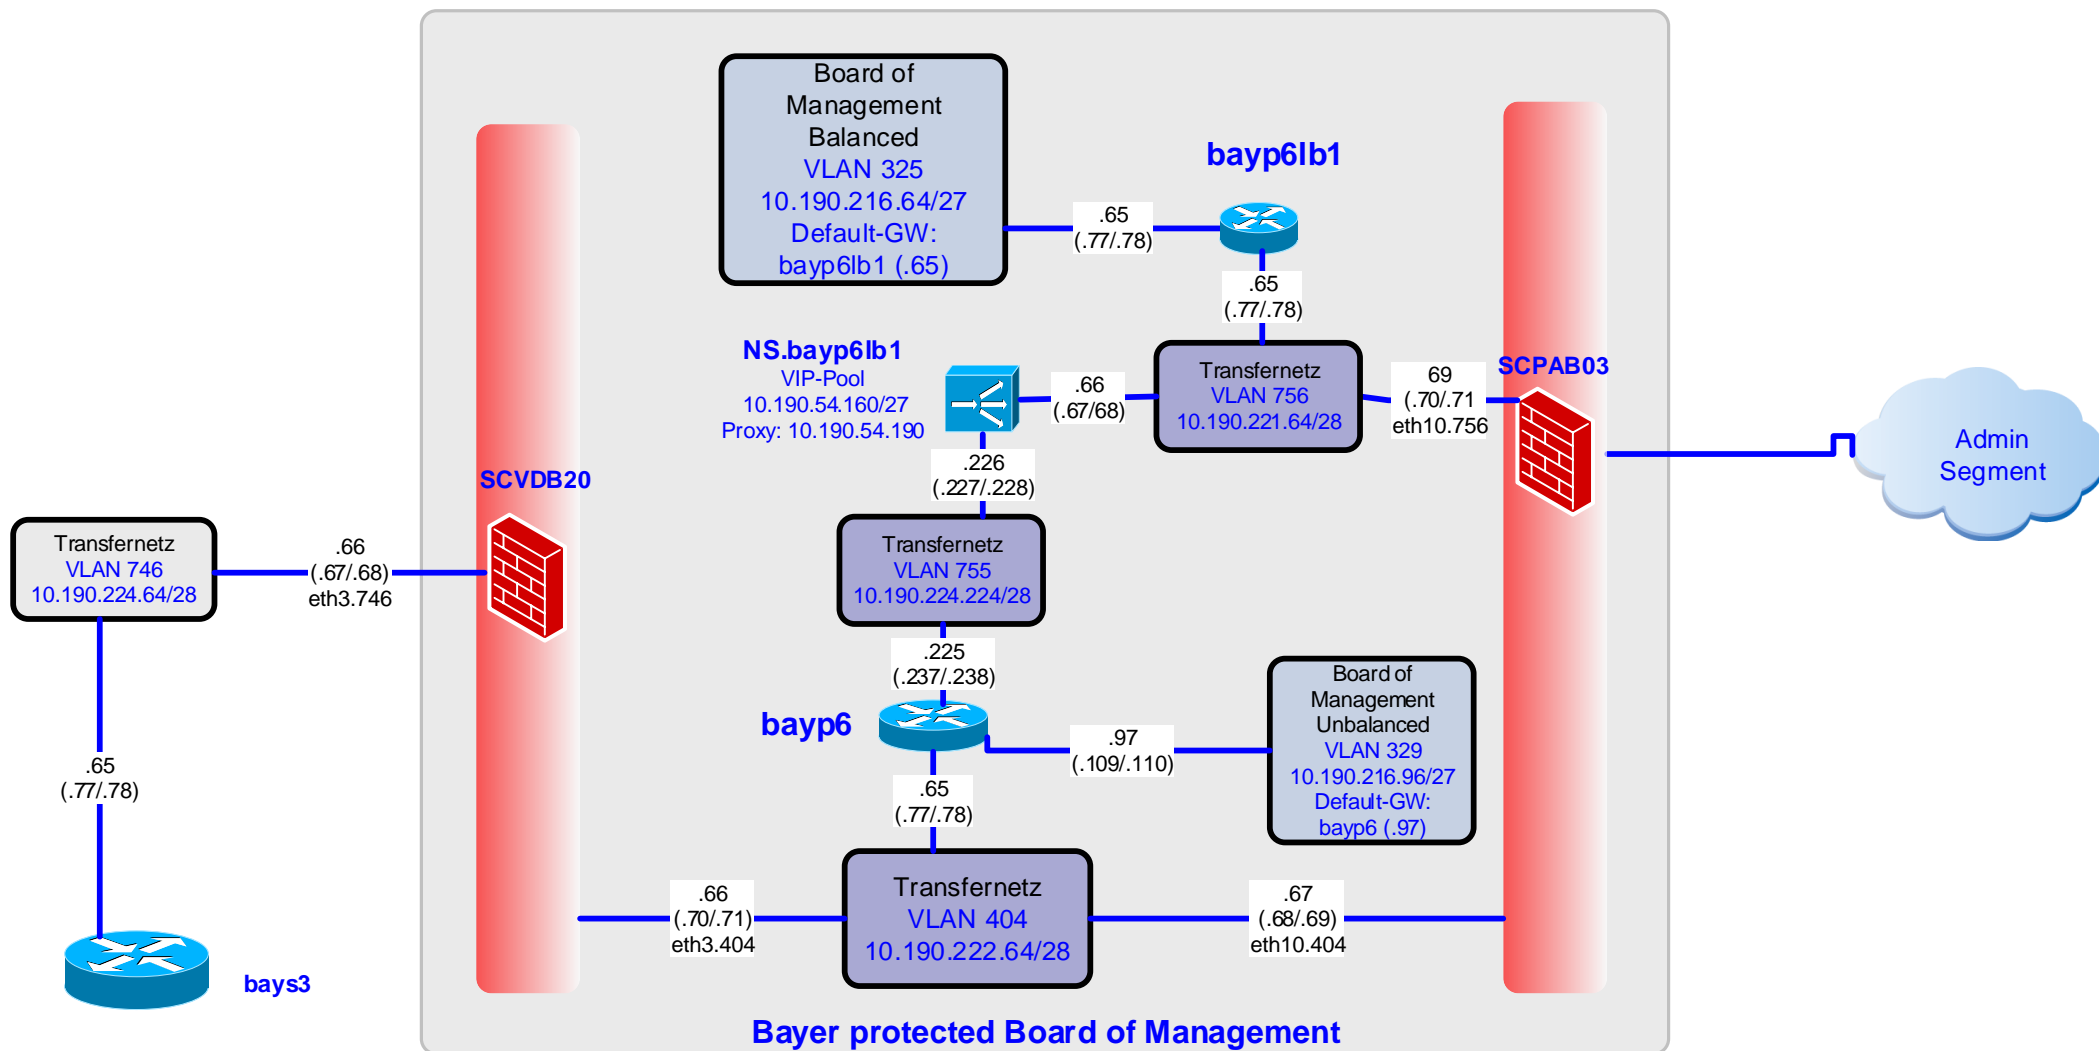 Board of
Management
Balanced
VLAN 325
10.190.216.64/27
Default-GW:
bayp6lb1 (.65)
.65
(.77/.78)
bayp6lb1
.65
(.77/.78)
NS.bayp6lb1
VIP-Pool
10.190.54.160/27
Proxy: 10.190.54.190
.66
(.67/68)
Transfernetz
VLAN 756
10.190.221.64/28
69
(.70/.71
eth10.756
SCPAB03
Admin
Segment
.226
(.227/.228)
SCVDB20
Transfernetz
VLAN 746
10.190.224.64/28
.66
(.67/.68)
eth3.746
Transfernetz
VLAN 755
10.190.224.224/28
.225
(.237/.238)
bayp6
.97
(.109/.110)
Board of
Management
Unbalanced
VLAN 329
10.190.216.96/27
Default-GW:
bayp6 (.97)
.65
(.77/.78)
.65
(.77/.78)
.66
(.70/.71)
eth3.404
Transfernetz
VLAN 404
10.190.222.64/28
.67
(.68/.69)
eth10.404
bays3
Bayer protected Board of Management